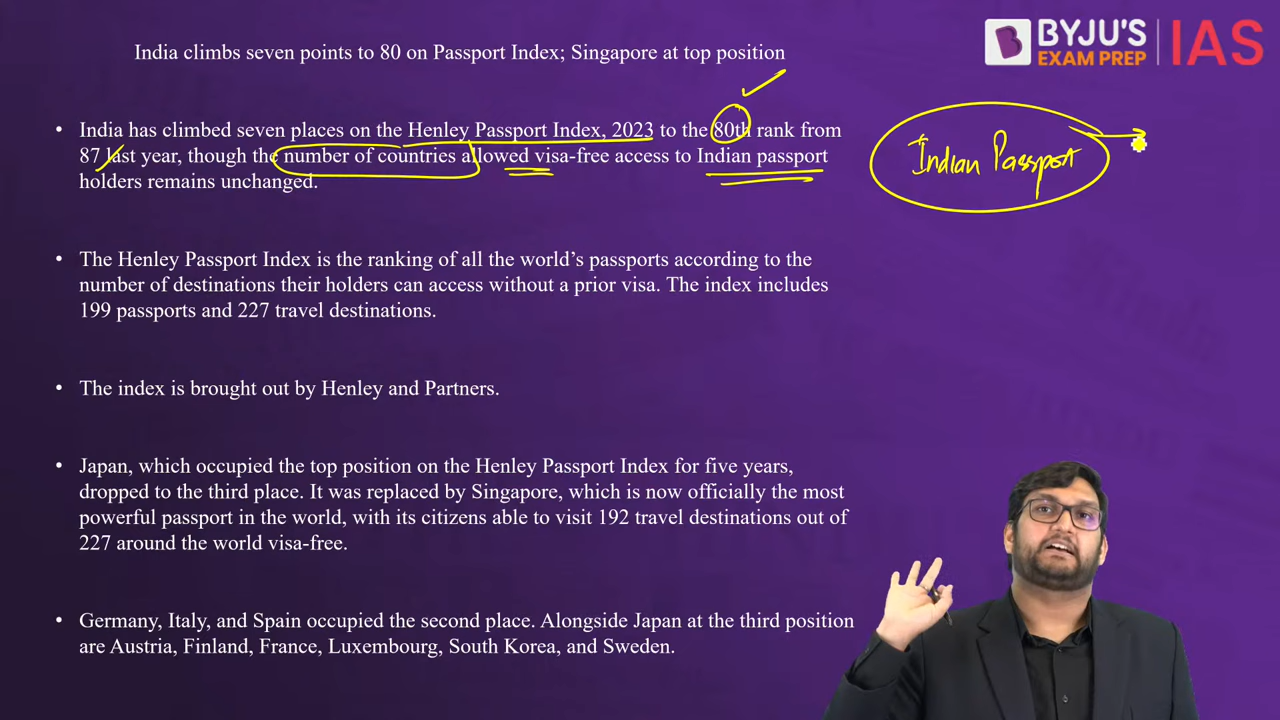 India climbs seven points to 80 on Passport Index; Singapore at top position
BYJU'S
EXAM PREP
IAS
• India has climbed seven places on the Henley Passport Index, 2023 to the 80th rank from
87 last year, though the number of countries allowed visa-free access to Indian passport
holders remains unchanged.
Indian Passport
• The Henley Passport Index is the ranking of all the world's passports according to the
number of destinations their holders can access without a prior visa. The index includes
199 passports and 227 travel destinations.
• The index is brought out by Henley and Partners.
• Japan, which occupied the top position on the Henley Passport Index for five years,
dropped to the third place. It was replaced by Singapore, which is now officially the most
powerful passport in the world, with its citizens able to visit 192 travel destinations out of
227 around the world visa-free.
• Germany, Italy, and Spain occupied the second place. Alongside Japan at the third position
are Austria, Finland, France, Luxembourg, South Korea, and Sweden.